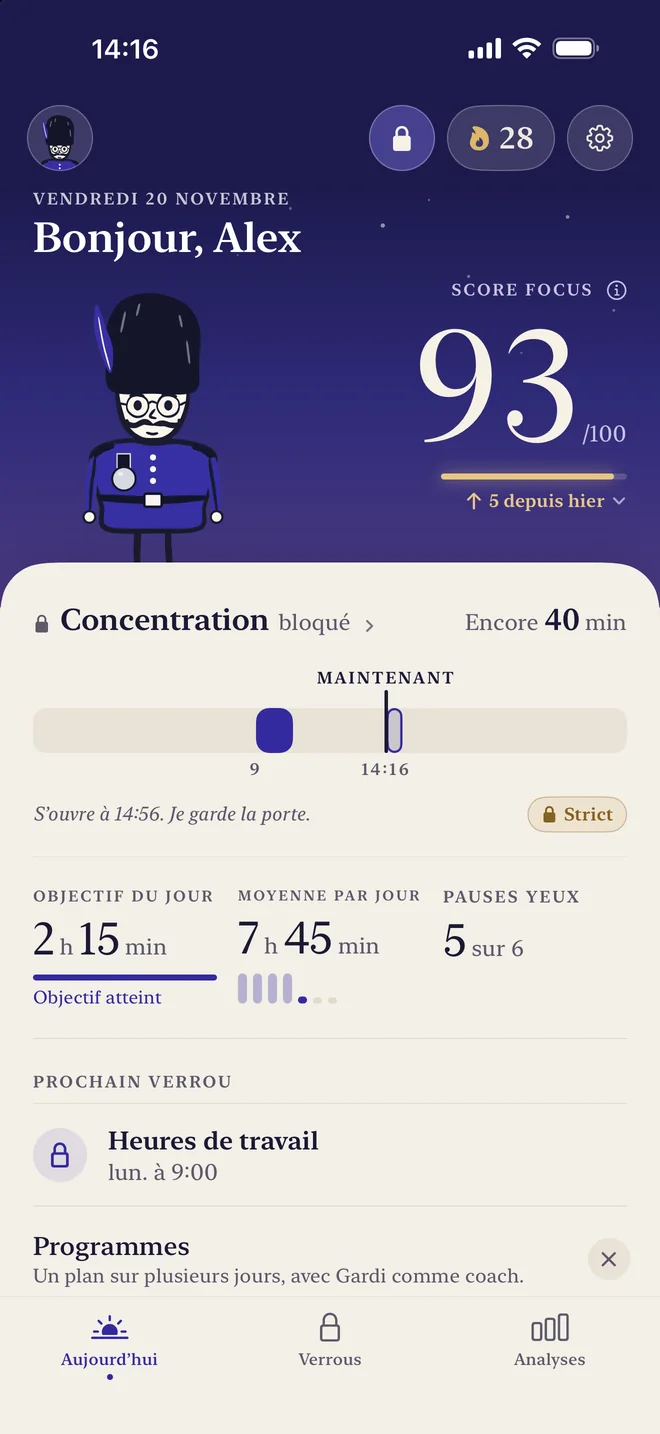 14:16
28
VENDREDI 20 NOVEMBRE
Bonjour, Alex
SCORE FOCUS
93 /100
↑ 5 depuis hier
Concentration bloqué
Encore 40 min
MAINTENANT
9
14:16
S'ouvre à 14:56. Je garde la porte.
Strict
OBJECTIF DU JOUR
2 h 15 min
Objectif atteint
MOYENNE PAR JOUR
7 h 45 min
PAUSES YEUX
5 sur 6
PROCHAIN VERROU
Heures de travail
lun. à 9:00
Programmes
Un plan sur plusieurs jours, avec Gardi comme coach.
Aujourd'hui
Verrous
Analyses